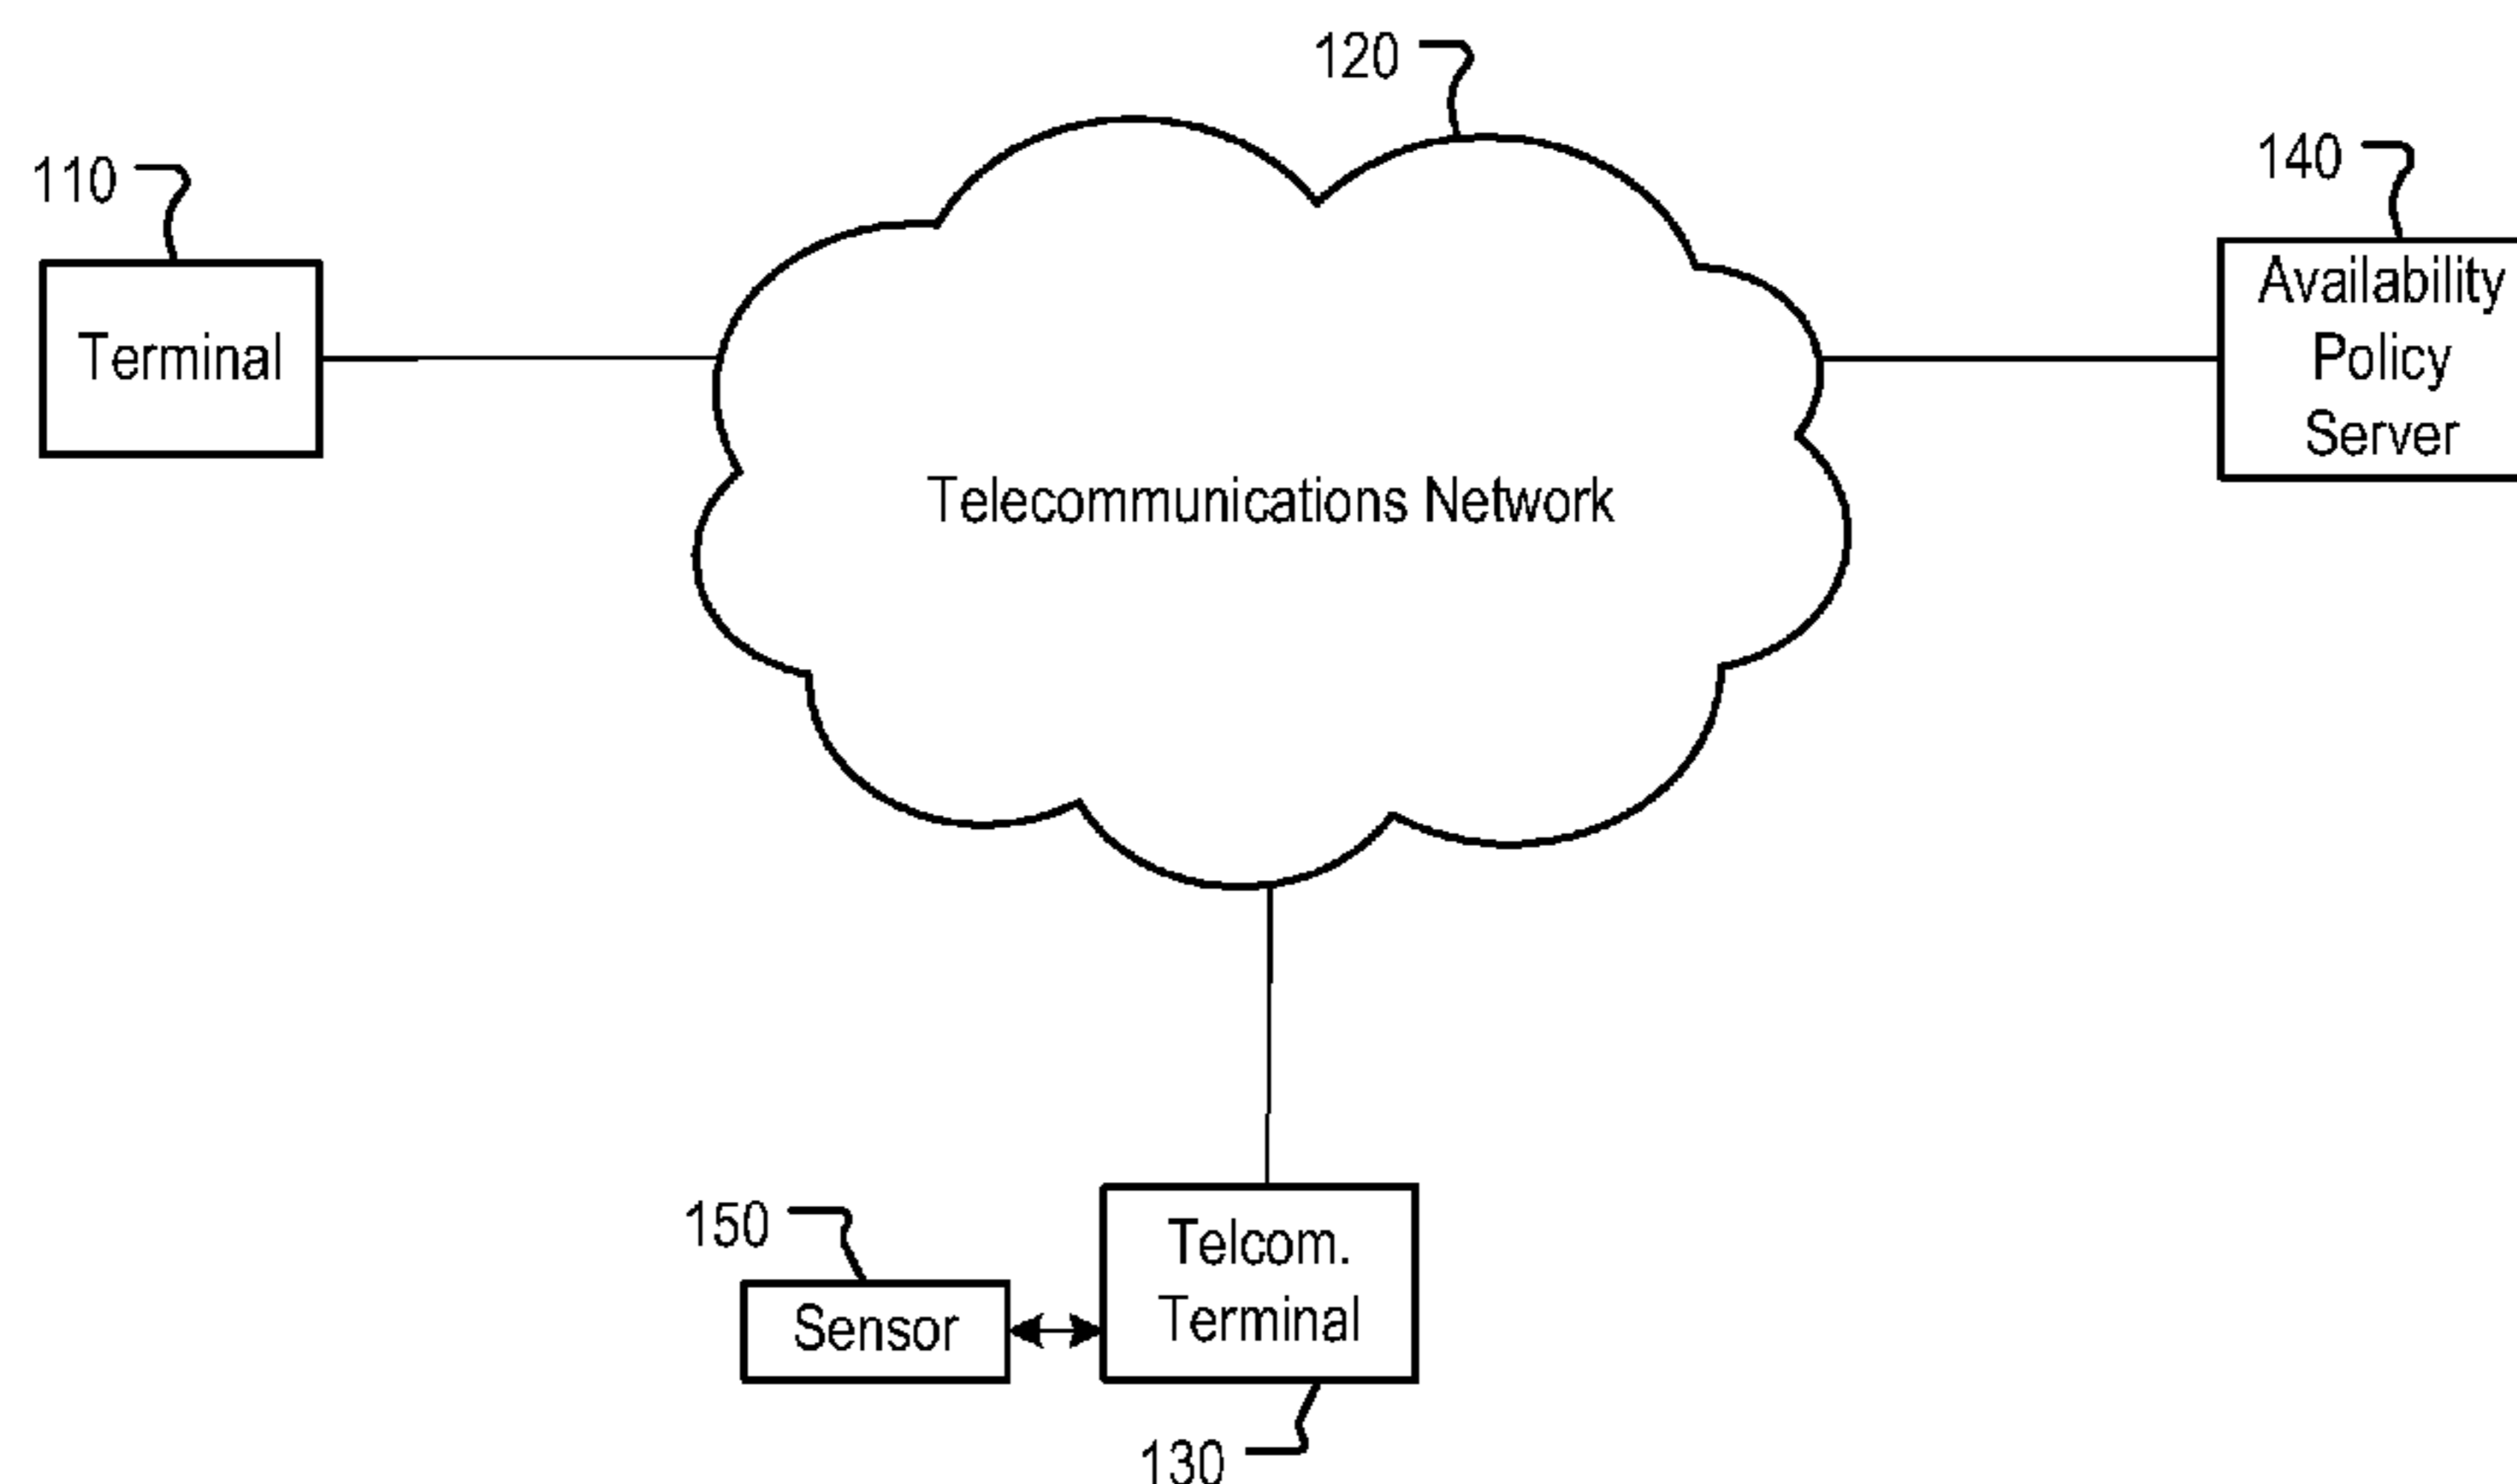 120
110
140
Terminal
Availability
Policy
Server
Telecommunications Network
150
Telcom.
Terminal
Sensor
130